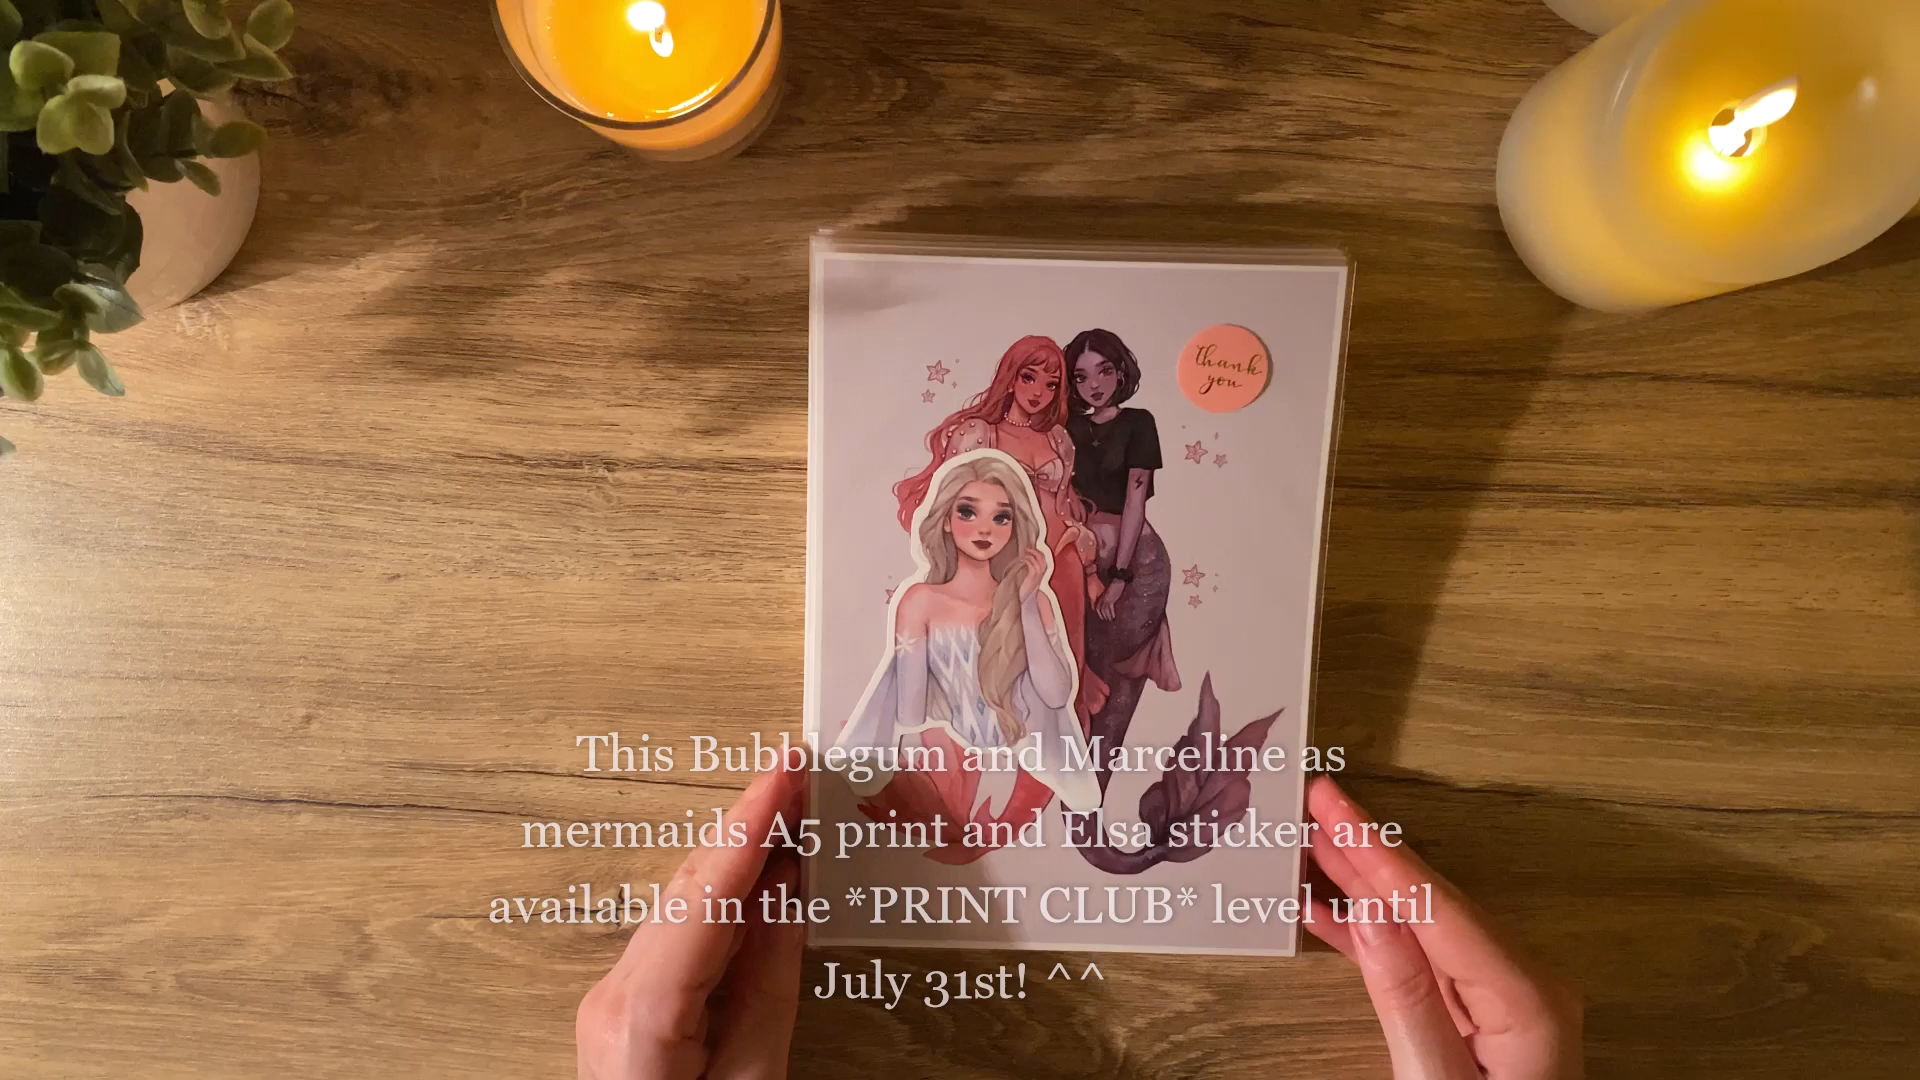 thank
you
This Bubblegum and Marceline as
mermaids A5 print and Elsa sticker are
available in the *PRINT CLUB* level until
July 31st! ^^